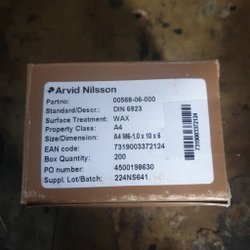 Arvid Nilsson
Partno: 00568-06-000
Standard/Descr.: DIN 6923
Surface Treatment: WAX
Property Class: A4
Size/Dimension: A4 M6-1,0 x 10 x 6
EAN code: 7319003372124
Box Quantity: 200
PO number: 4500198630
Suppl. Lot/Batch: 224NS641
7319003372124